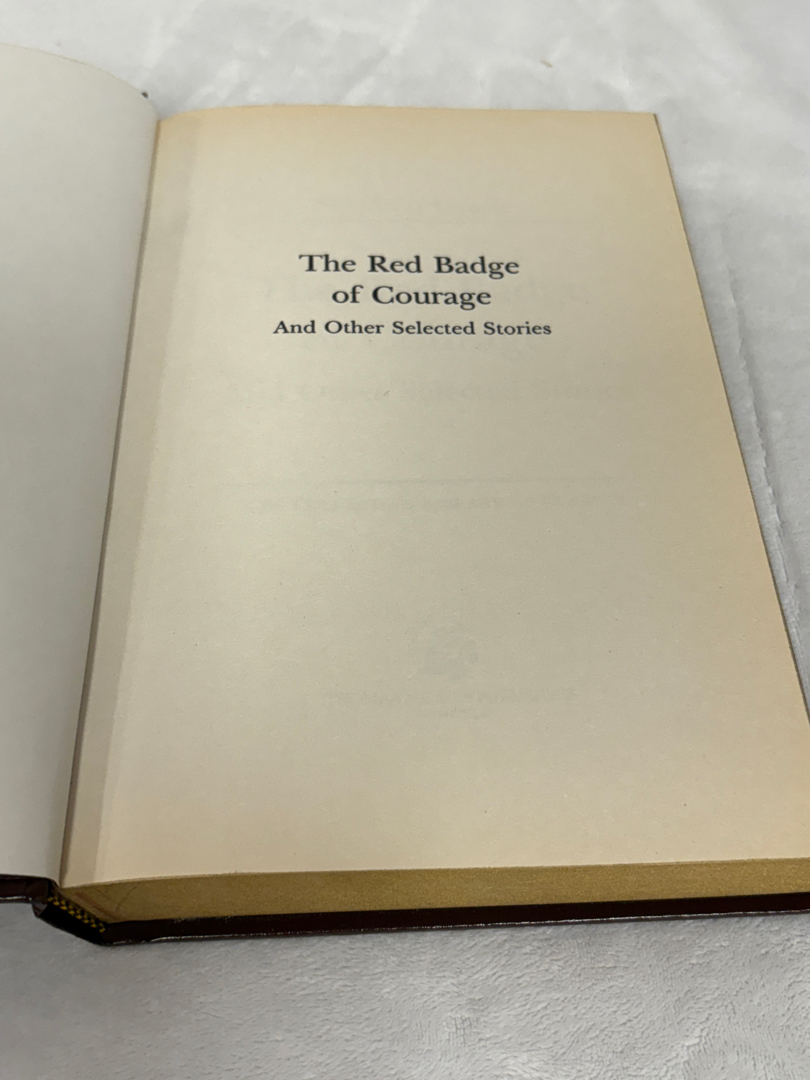 The Red Badge
of Courage
And Other Selected Stories